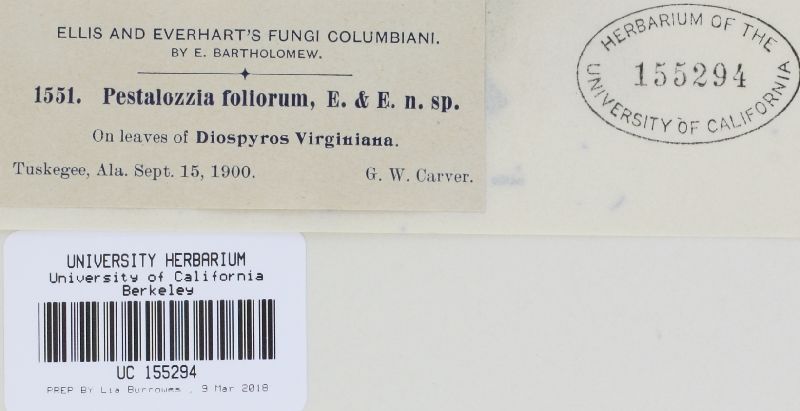 ELLIS AND EVERHART'S FUNGI COLUMBIANI.
BY E. BARTHOLOMEW.
1551. Pestalozzia foliorum, E. & E. n. sp.
On leaves of Diospyros Virginiana.
Tuskegee, Ala. Sept. 15, 1900. G. W. Carver.
HERBARIUM OF THE
155294
UNIVERSITY OF CALIFORNIA
UNIVERSITY HERBARIUM
University of California
Berkeley
UC 155294
PREP BY Lia Burrowes , 9 Mar 2018